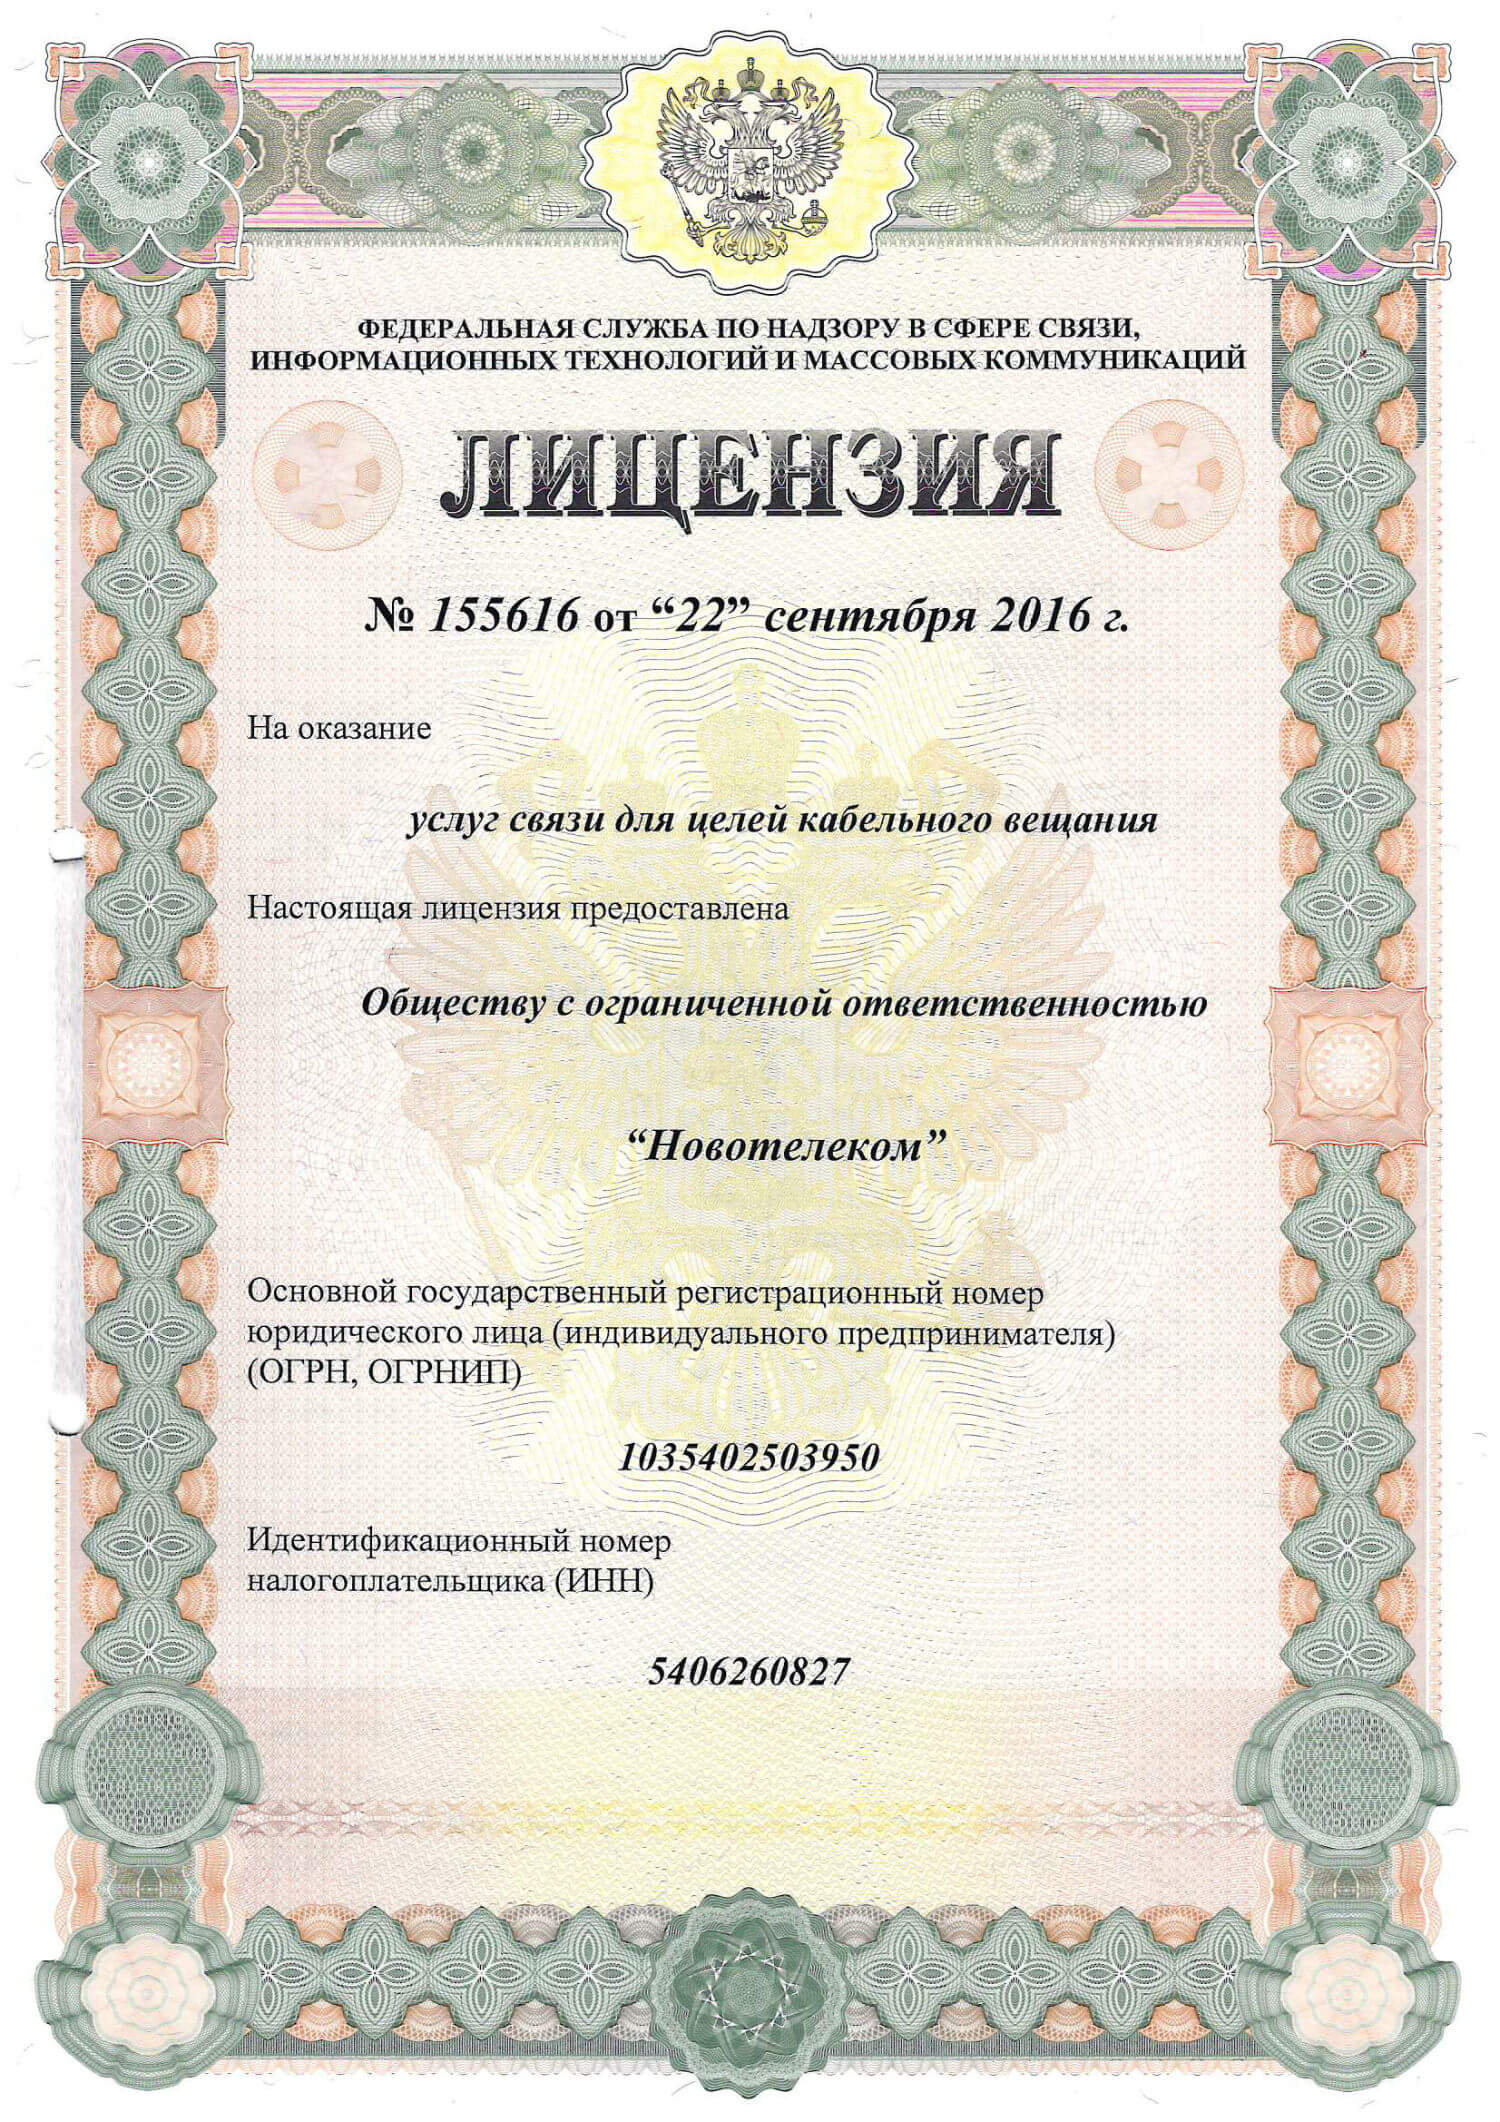 ФЕДЕРАЛЬНАЯ СЛУЖБА ПО НАДЗОРУ В СФЕРЕ СВЯЗИ,
ИНФОРМАЦИОННЫХ ТЕХНОЛОГИЙ И МАССОВЫХ КОММУНИКАЦИЙ
ЛИЦЕНЗИЯ
№ 155616 от “22” сентября 2016 г.
На оказание
услуг связи для целей кабельного вещания
Настоящая лицензия предоставлена
Обществу с ограниченной ответственностью
“Новотелеком”
Основной государственный регистрационный номер
юридического лица (индивидуального предпринимателя)
(ОГРН, ОГРНИП)
1035402503950
Идентификационный номер
налогоплательщика (ИНН)
5406260827